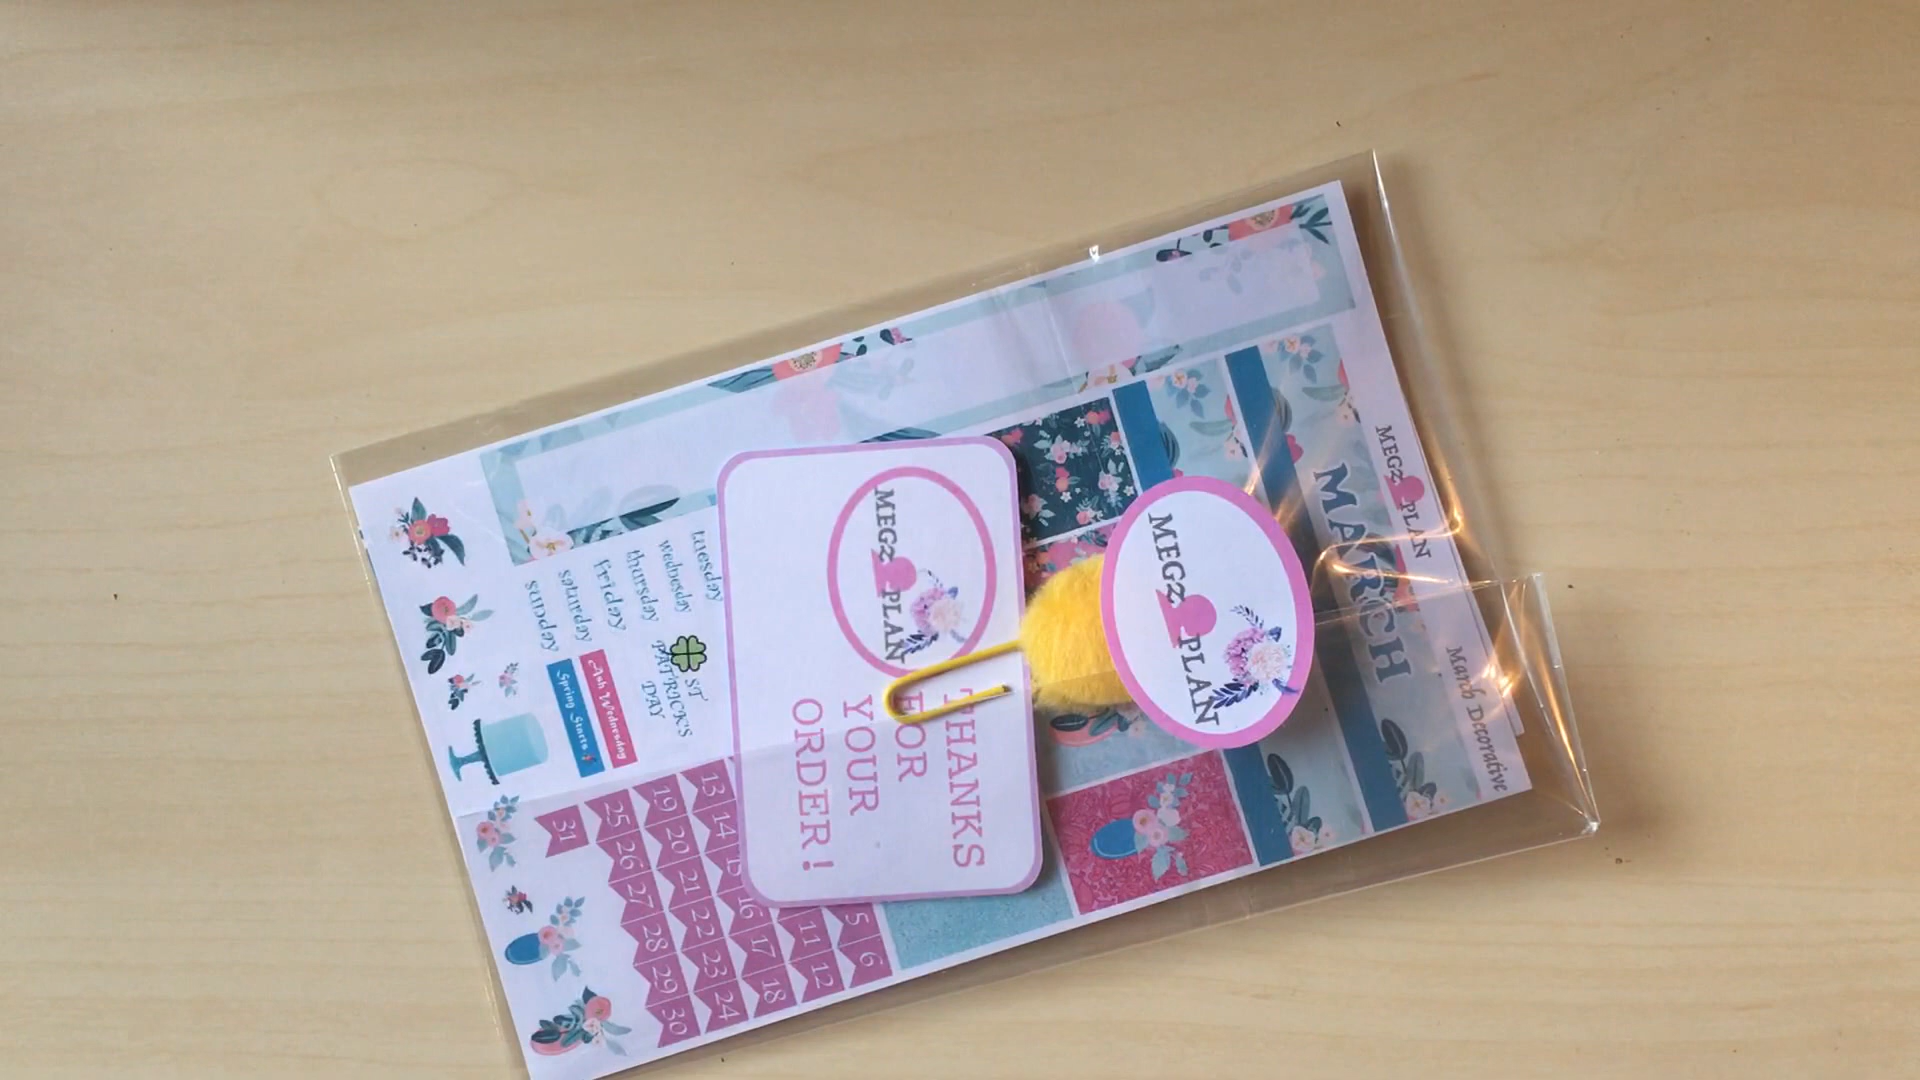 MEGZ PLAN
March Decorative
MARCH
MEGZ PLAN
MEGZ PLAN
THANKS
FOR
YOUR
ORDER!
tuesday
wednesday
thursday
friday
saturday
sunday
ST
PATRICK'S
DAY
Ash Wednesday
Spring Starts
5 6
11 12
13 14 15 16 17 18
19 20 21 22 23 24
25 26 27 28 29 30
31